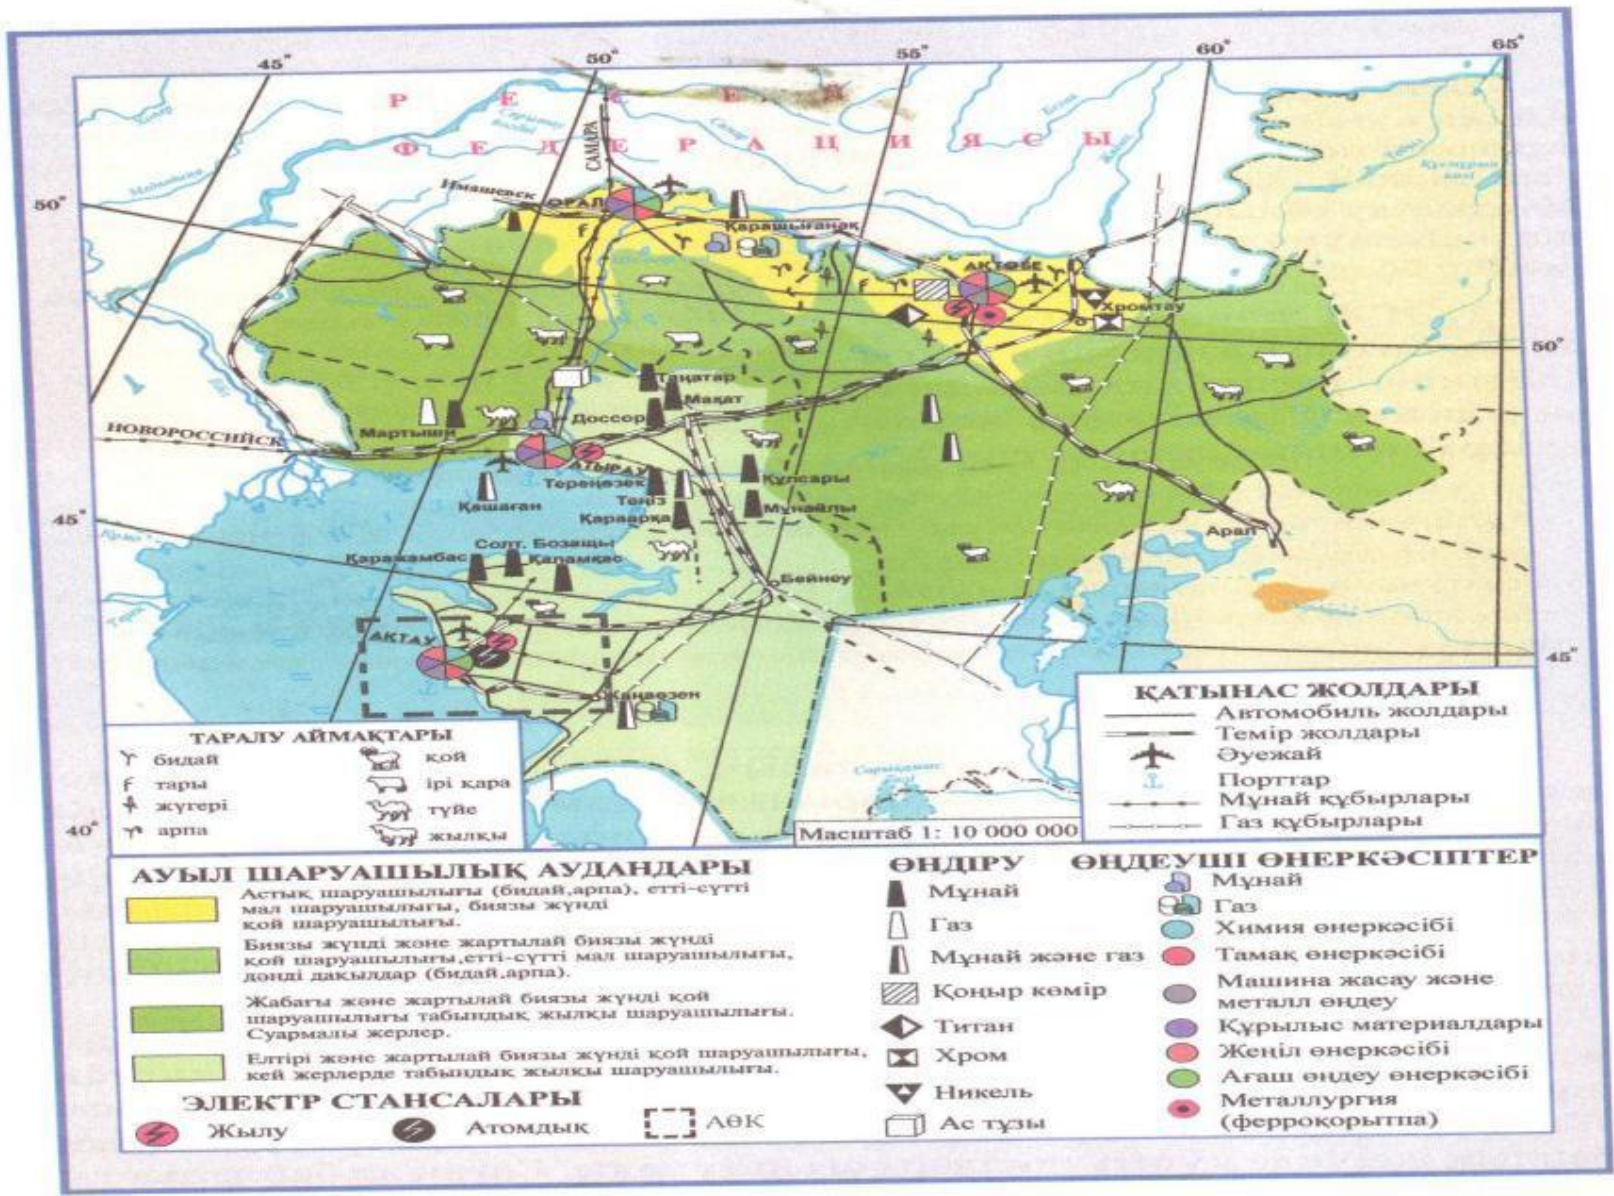 45°
50°
55°
60°
65°
РЕСЕЙ
ФЕДЕРАЦИЯСЫ
САМАРА
50°
Имашевск
ОРАЛ
Қарашығанақ
АҚТӨБЕ
Хромтау
50°
Мақат
Доссор
НОВОРОССИЙСК
Мартыши
АТЫРАУ
Тереңөзек
Құлсары
Қашаған
Теңіз
Мұнайлы
Қараарқа
45°
Арал
Солт. Бозащы
Қаражамбас
Қаламқас
Бейнеу
АҚТАУ
45°
Жаңаөзен
40°
ТАРАЛУ АЙМАҚТАРЫ
бидай
тары
жүгері
арпа
қой
ірі қара
түйе
жылқы
Масштаб 1: 10 000 000
ҚАТЫНАС ЖОЛДАРЫ
Автомобиль жолдары
Темір жолдары
Әуежай
Порттар
Мұнай құбырлары
Газ құбырлары
АУЫЛ ШАРУАШЫЛЫҚ АУДАНДАРЫ
Астық шаруашылығы (бидай,арпа), етті-сүтті
мал шаруашылығы, биязы жүнді
қой шаруашылығы.
Биязы жүнді және жартылай биязы жүнді
қой шаруашылығы,етті-сүтті мал шаруашылығы,
дәнді дақылдар (бидай,арпа).
Жабағы және жартылай биязы жүнді қой
шаруашылығы табындық жылқы шаруашылығы.
Суармалы жерлер.
Елтірі және жартылай биязы жүнді қой шаруашылығы,
кей жерлерде табындық жылқы шаруашылығы.
ЭЛЕКТР СТАНСАЛАРЫ
Жылу
Атомдық
АӨК
ӨНДІРУ
Мұнай
Газ
Мұнай және газ
Қоңыр көмір
Титан
Хром
Никель
Ас тұзы
ӨҢДЕУШІ ӨНЕРКӘСІПТЕР
Мұнай
Газ
Химия өнеркәсібі
Тамақ өнеркәсібі
Машина жасау және
металл өңдеу
Құрылыс материалдары
Жеңіл өнеркәсібі
Ағаш өңдеу өнеркәсібі
Металлургия
(ферроқорытпа)